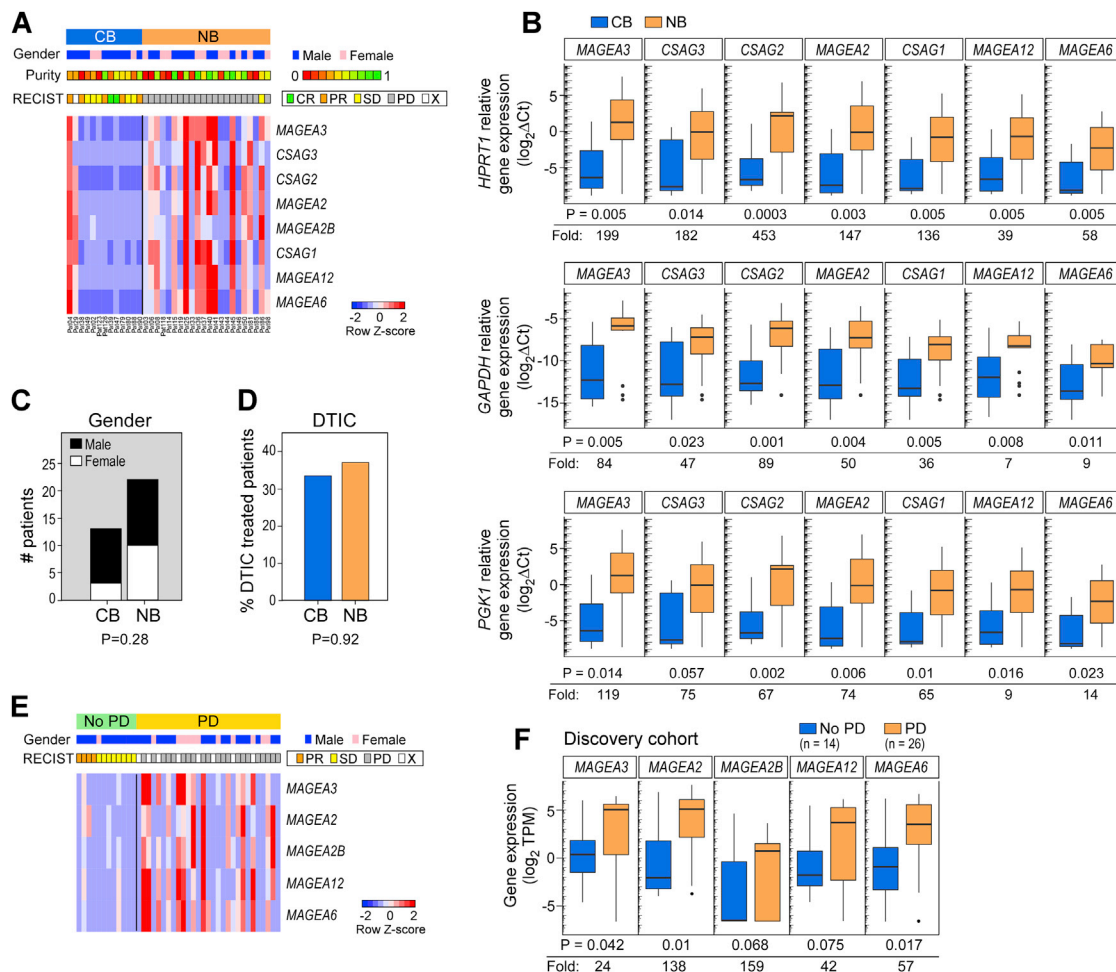 A
CB NB
Gender
Male Female
Purity
0 1
RECIST
CR PR SD PD X
MAGEA3
CSAG3
CSAG2
MAGEA2
MAGEA2B
CSAG1
MAGEA12
MAGEA6
-2 0 2
Row Z-score
B
CB NB
MAGEA3 CSAG3 CSAG2 MAGEA2 CSAG1 MAGEA12 MAGEA6
HPRT1 relative
gene expression
(log2ΔCt)
5
0
-5
P = 0.005 0.014 0.0003 0.003 0.005 0.005 0.005
Fold: 199 182 453 147 136 39 58
MAGEA3 CSAG3 CSAG2 MAGEA2 CSAG1 MAGEA12 MAGEA6
GAPDH relative
gene expression
(log2ΔCt)
-5
-10
-15
P = 0.005 0.023 0.001 0.004 0.005 0.008 0.011
Fold: 84 47 89 50 36 7 9
MAGEA3 CSAG3 CSAG2 MAGEA2 CSAG1 MAGEA12 MAGEA6
PGK1 relative
gene expression
(log2ΔCt)
5
0
-5
P = 0.014 0.057 0.002 0.006 0.01 0.016 0.023
Fold: 119 75 67 74 65 9 14
C
Gender
Male
Female
# patients
25
20
15
10
5
0
CB NB
P=0.28
D
DTIC
% DTIC treated patients
40
30
20
10
0
CB NB
P=0.92
E
No PD PD
Gender
Male Female
RECIST
PR SD PD X
MAGEA3
MAGEA2
MAGEA2B
MAGEA12
MAGEA6
-2 0 2
Row Z-score
F
Discovery cohort
No PD PD
(n = 14) (n = 26)
MAGEA3 MAGEA2 MAGEA2B MAGEA12 MAGEA6
Gene expression
(log2 TPM)
5
0
-5
P = 0.042 0.01 0.068 0.075 0.017
Fold: 24 138 159 42 57